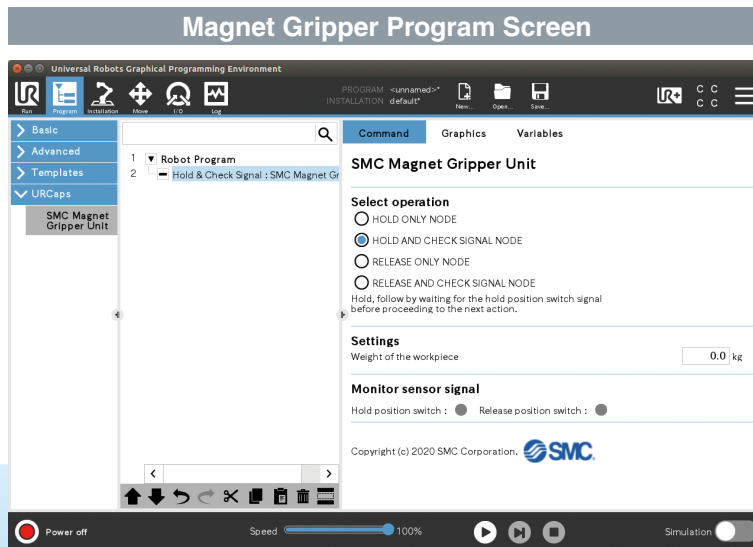 Magnet Gripper Program Screen
Universal Robots Graphical Programming Environment
UR
Run
Program
Installation
Move
I/O
Log
PROGRAM <unnamed>*
INSTALLATION default*
New...
Open...
Save...
UR+
C C
C C
Basic
Advanced
Templates
URCaps
SMC Magnet
Gripper Unit
1 Robot Program
2 Hold & Check Signal : SMC Magnet Gr
Command Graphics Variables
SMC Magnet Gripper Unit
Select operation
HOLD ONLY NODE
HOLD AND CHECK SIGNAL NODE
RELEASE ONLY NODE
RELEASE AND CHECK SIGNAL NODE
Hold, follow by waiting for the hold position switch signal
before proceeding to the next action.
Settings
Weight of the workpiece 0.0 kg
Monitor sensor signal
Hold position switch : Release position switch :
Copyright (c) 2020 SMC Corporation. SMC.
Power off
Speed 100%
Simulation